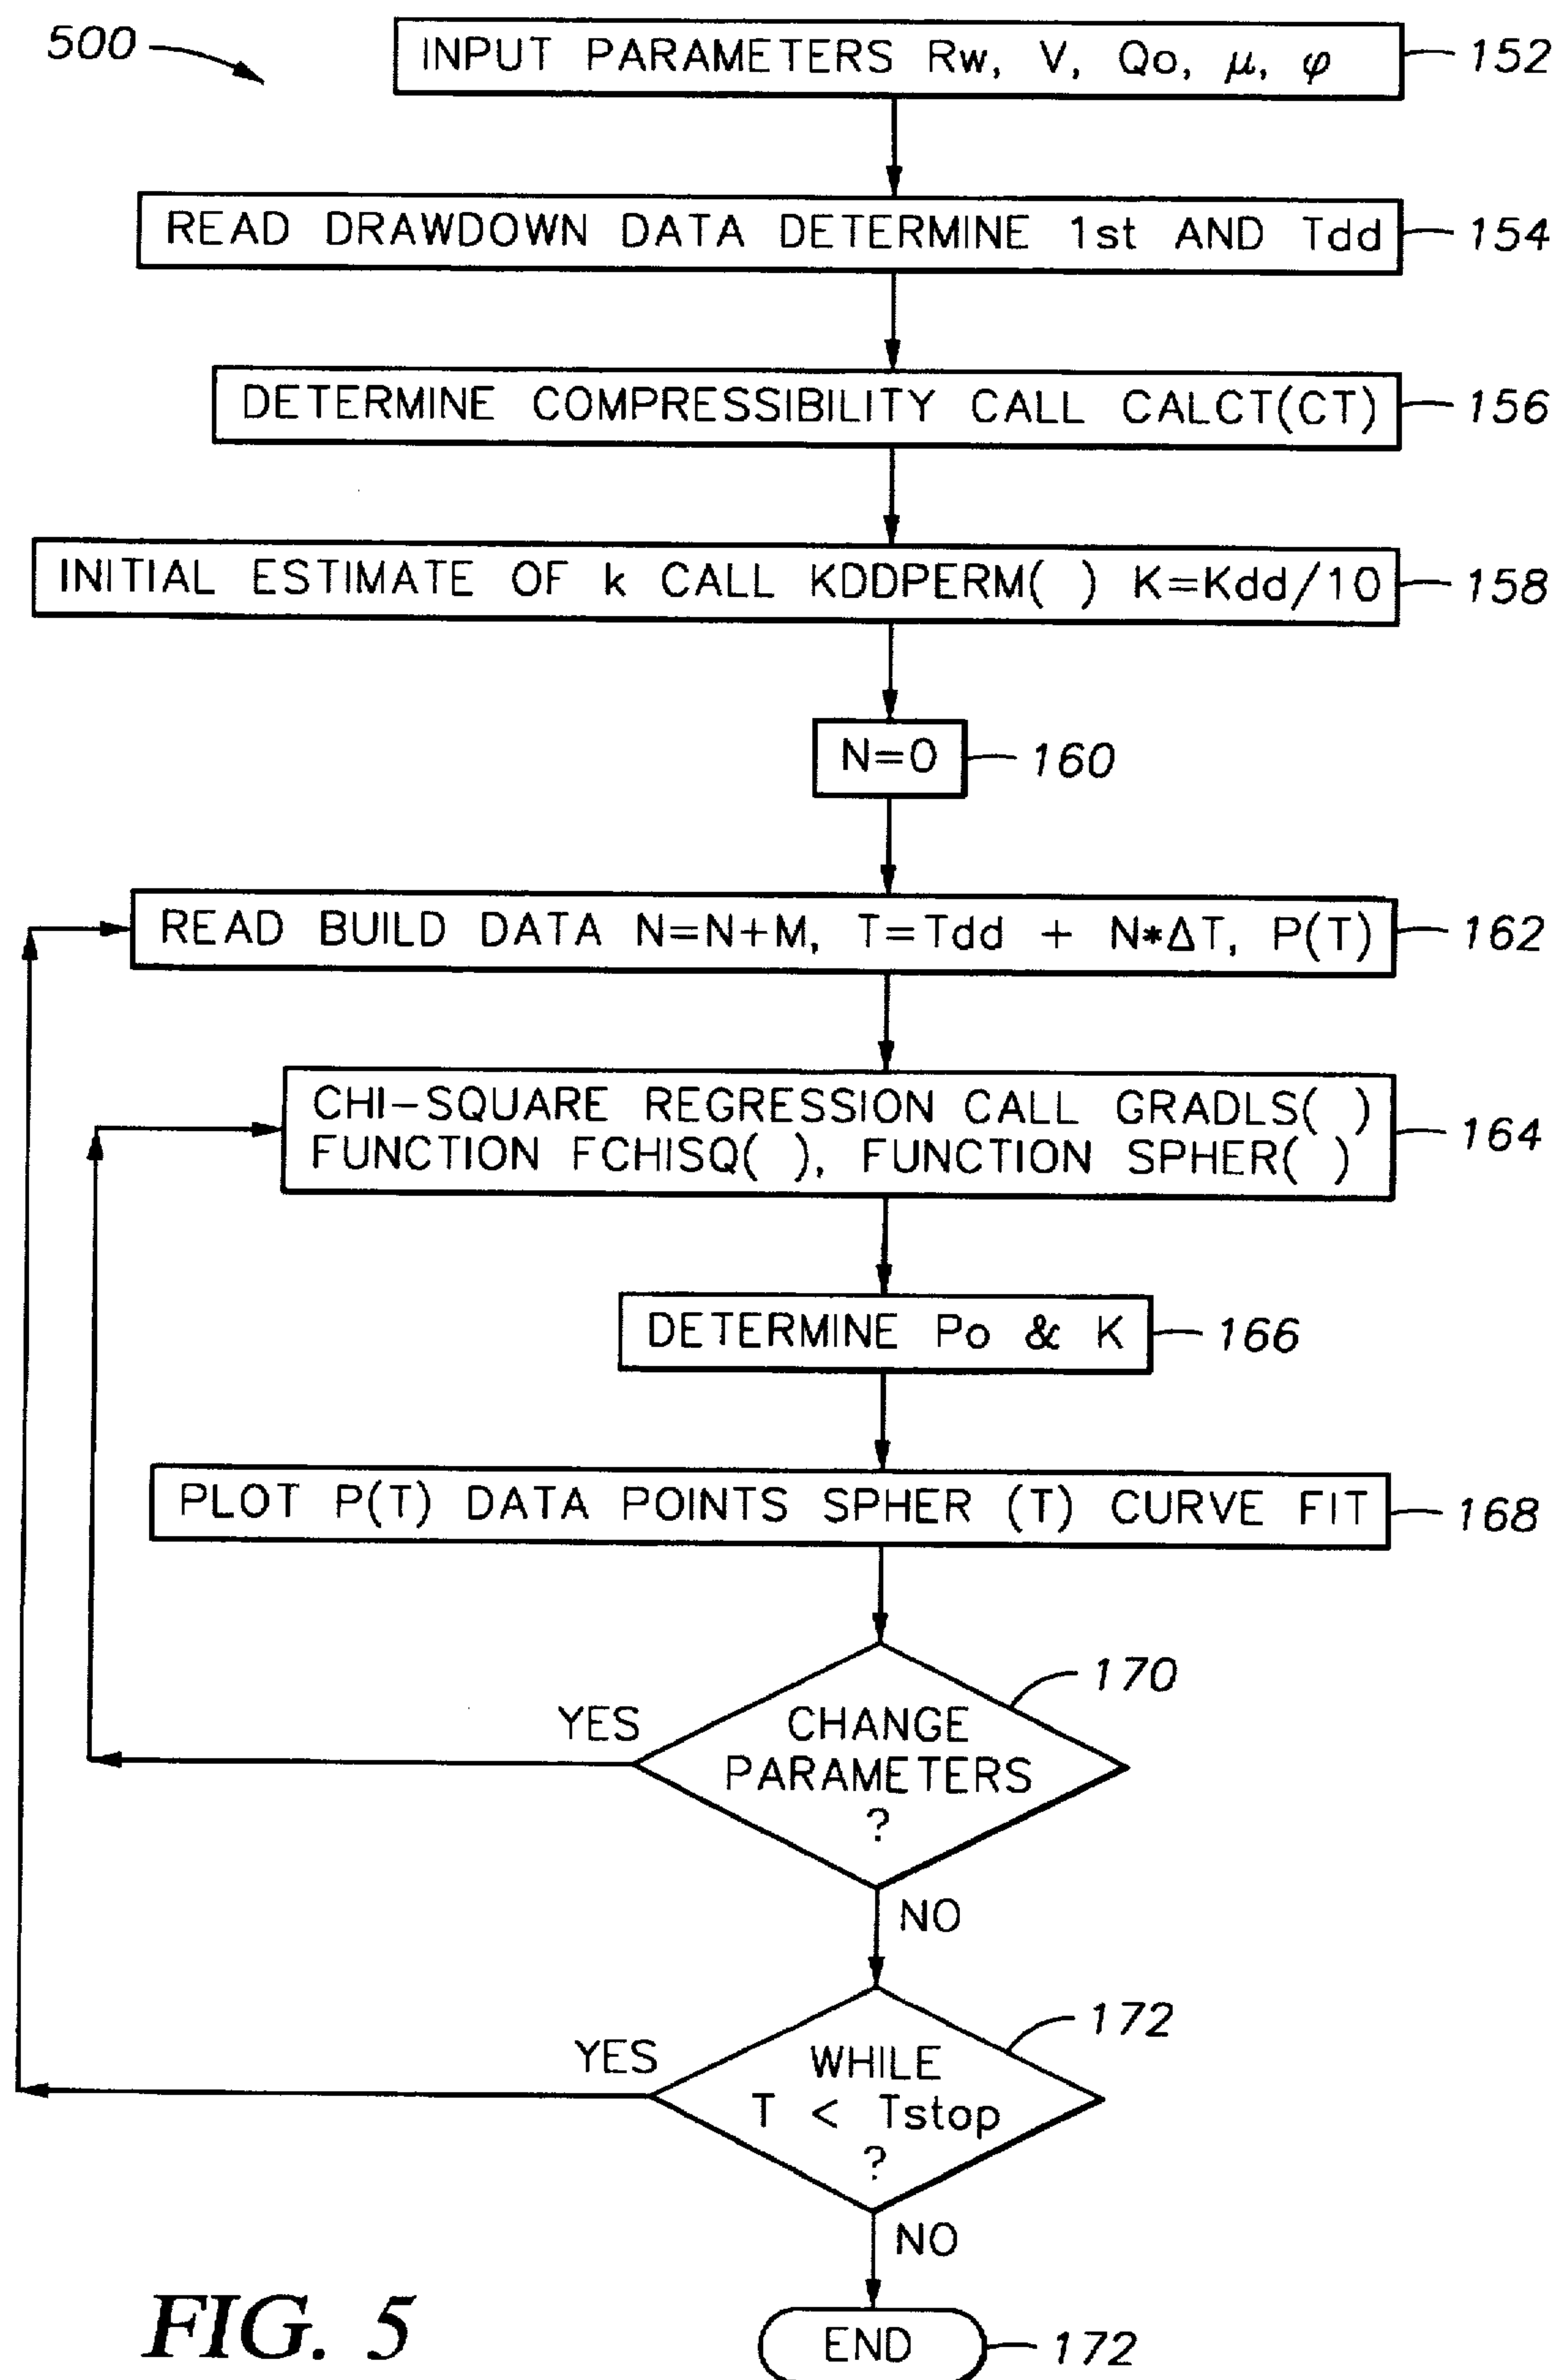 500
INPUT PARAMETERS Rw, V, Qo, μ, φ
152
READ DRAWDOWN DATA DETERMINE 1st AND Tdd
154
DETERMINE COMPRESSIBILITY CALL CALCT(CT)
156
INITIAL ESTIMATE OF k CALL KDDPERM( ) K=Kdd/10
158
N=0
160
READ BUILD DATA N=N+M, T=Tdd + N*ΔT, P(T)
162
CHI-SQUARE REGRESSION CALL GRADLS( )
FUNCTION FCHISQ( ), FUNCTION SPHER( )
164
DETERMINE Po & K
166
PLOT P(T) DATA POINTS SPHER (T) CURVE FIT
168
170
YES
CHANGE
PARAMETERS
?
NO
172
YES
WHILE
T < Tstop
?
NO
END
172
FIG. 5